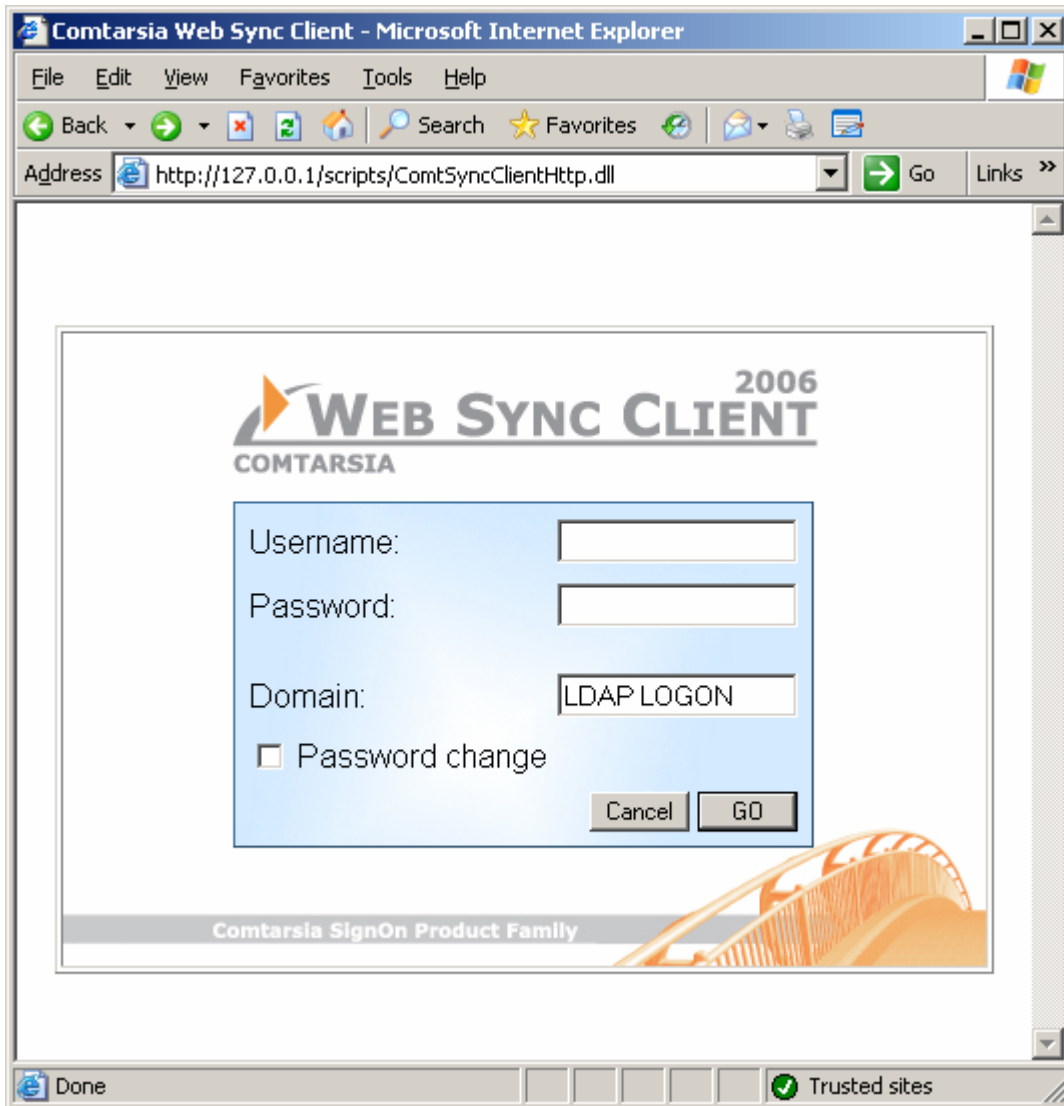 Comtarsia Web Sync Client - Microsoft Internet Explorer
File Edit View Favorites Tools Help
Back Search Favorites
Address http://127.0.0.1/scripts/ComtSyncClientHttp.dll Go Links »
2006
WEB SYNC CLIENT
COMTARSIA
Username:
Password:
Domain: LDAP LOGON
Password change
Cancel GO
Comtarsia SignOn Product Family
Done Trusted sites